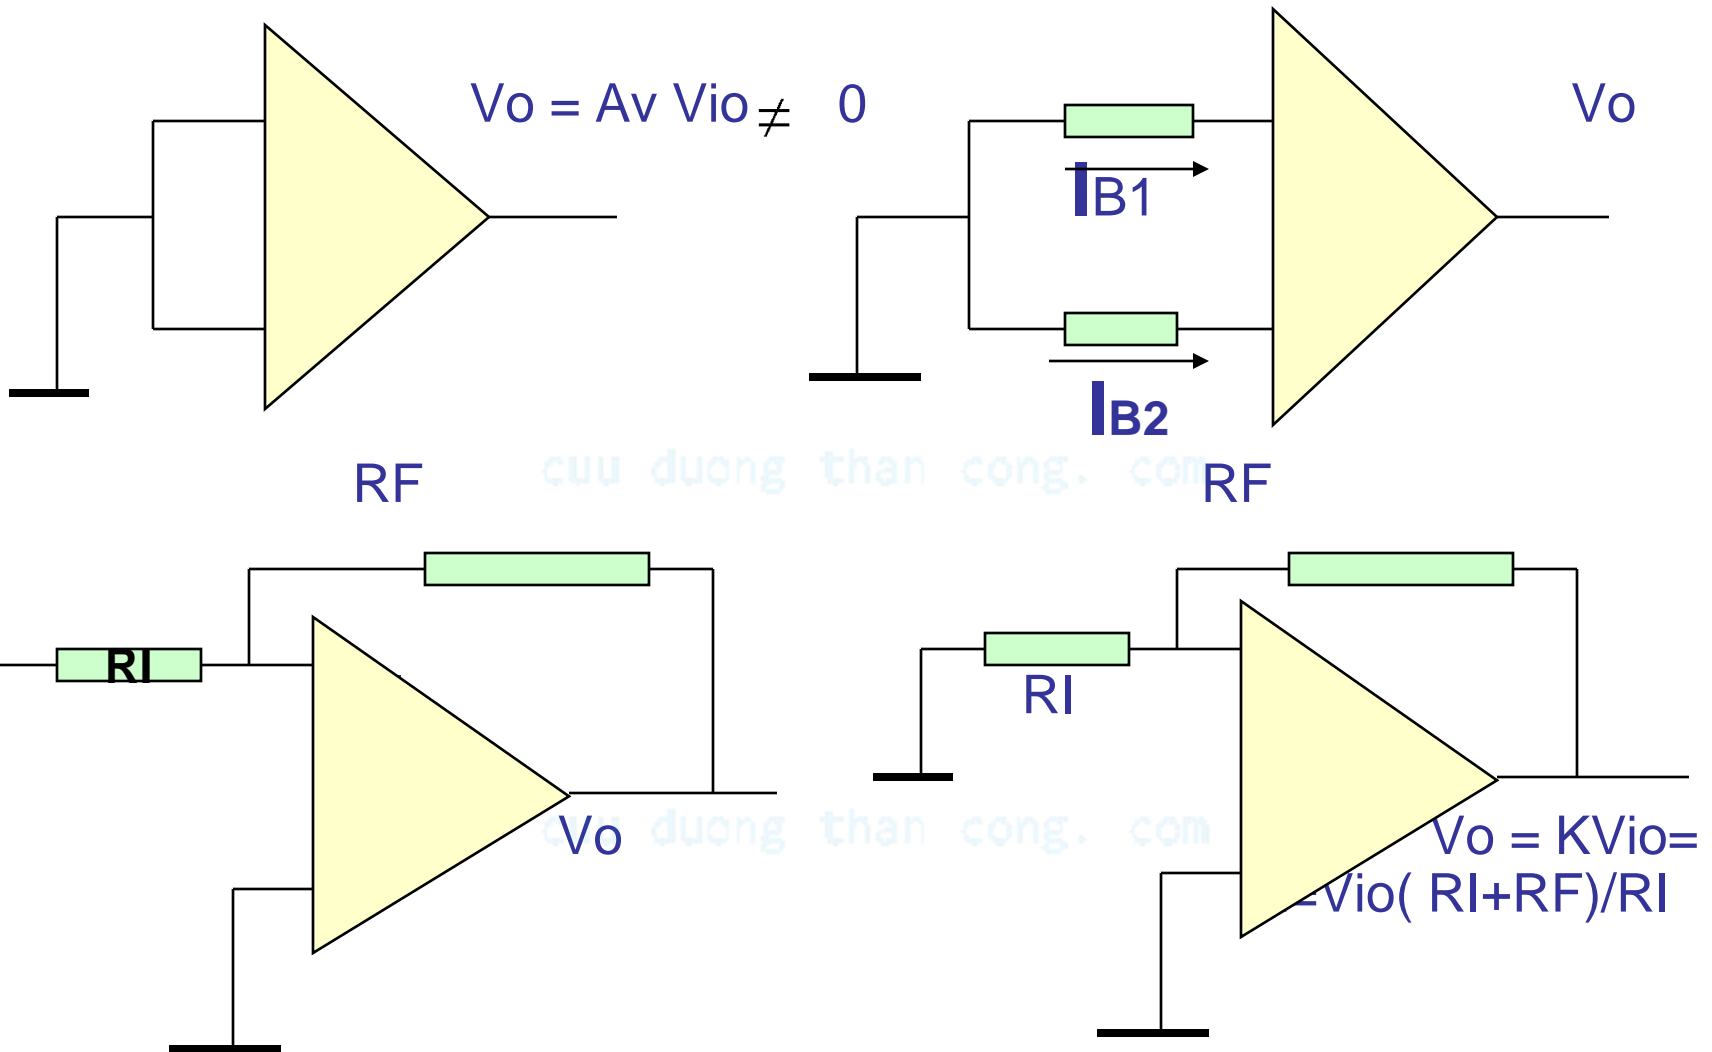 Vo = Av Vio ≠ 0
Vo
IB1
IB2
cuu duong than cong. com
RF
RF
RI
RI
cuu duong than cong. com
Vo
Vo = KVio=
=Vio( RI+RF)/RI